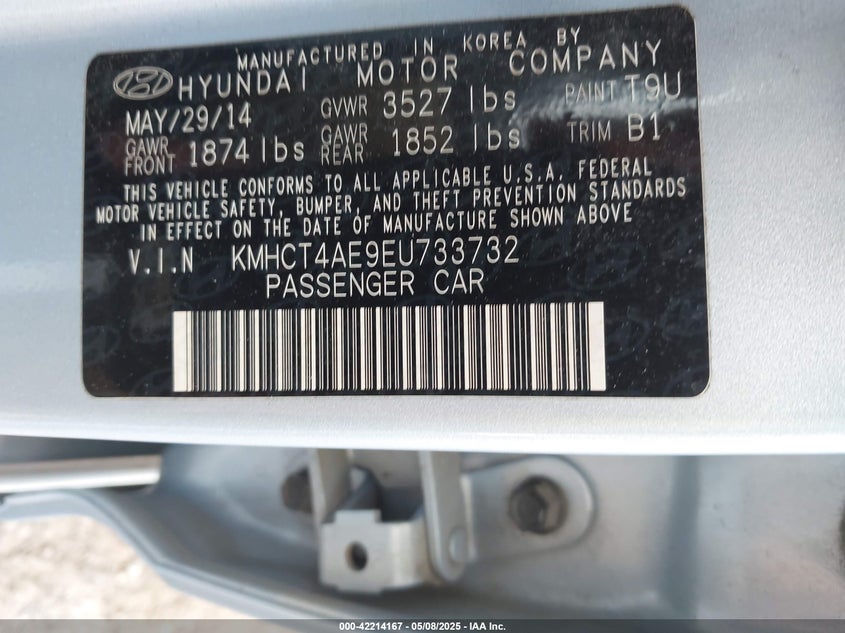 MANUFACTURED IN KOREA BY
HYUNDAI MOTOR COMPANY
MAY/29/14 GVWR 3527 lbs PAINT T9U
GAWR FRONT 1874 lbs GAWR REAR 1852 lbs TRIM B1
THIS VEHICLE CONFORMS TO ALL APPLICABLE U.S.A. FEDERAL
MOTOR VEHICLE SAFETY, BUMPER, AND THEFT PREVENTION STANDARDS
IN EFFECT ON THE DATE OF MANUFACTURE SHOWN ABOVE
V.I.N KMHCT4AE9EU733732
PASSENGER CAR
000-42214167 - 05/08/2025 - IAA Inc.